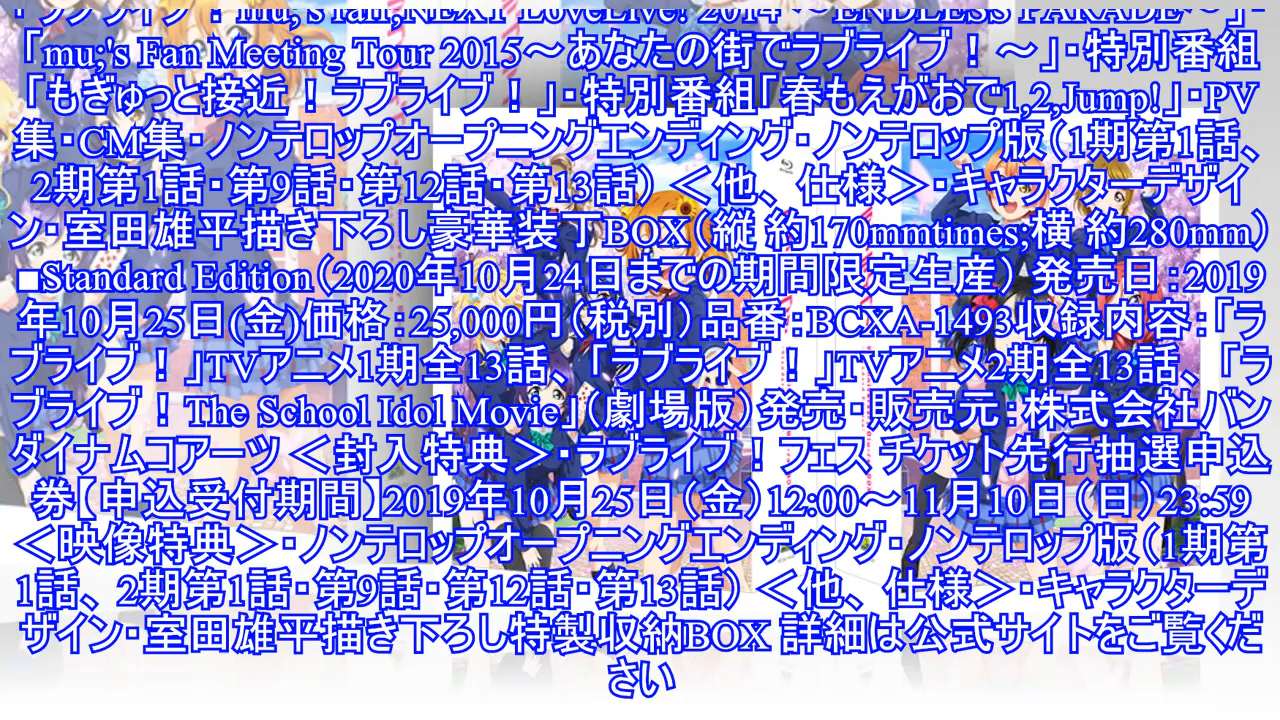 ・ラブライブ！mu;'s fan,NEXT LoveLive! 2014 ～ENDLESS PARADE～」・
「mu;'s Fan Meeting Tour 2015～あなたの街でラブライブ！～」・特別番組
「もぎゅっと接近！ラブライブ！」・特別番組「春もえがおで1,2,Jump!」・PV
集・CM集・ノンテロップオープニングエンディング・ノンテロップ版（1期第1話、
2期第1話・第9話・第12話・第13話）＜他、仕様＞・キャラクターデザイ
ン・室田雄平描き下ろし豪華装丁BOX（縦 約170mmtimes;横 約280mm）
■Standard Edition（2020年10月24日までの期間限定生産）発売日：2019
年10月25日(金)価格：25,000円（税別）品番：BCXA-1493収録内容：「ラ
ブライブ！」TVアニメ1期全13話、「ラブライブ！」TVアニメ2期全13話、「ラ
ブライブ！The School Idol Movie」（劇場版）発売・販売元：株式会社バン
ダイナムコアーツ＜封入特典＞・ラブライブ！フェス チケット先行抽選申込
券【申込受付期間】2019年10月25日（金）12:00～11月10日（日）23:59
＜映像特典＞・ノンテロップオープニングエンディング・ノンテロップ版（1期第
1話、2期第1話・第9話・第12話・第13話）＜他、仕様＞・キャラクターデ
ザイン・室田雄平描き下ろし特製収納BOX 詳細は公式サイトをご覧くだ
さい